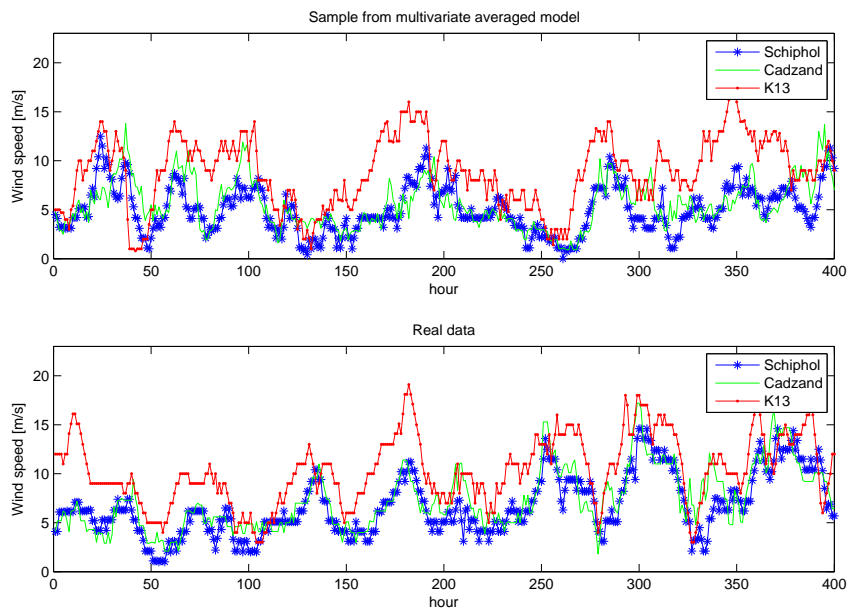 Sample from multivariate averaged model
Schiphol
Cadzand
K13
Wind speed [m/s]
20
15
10
5
0
0 50 100 150 200 250 300 350 400
hour
Real data
Schiphol
Cadzand
K13
Wind speed [m/s]
20
15
10
5
0
0 50 100 150 200 250 300 350 400
hour